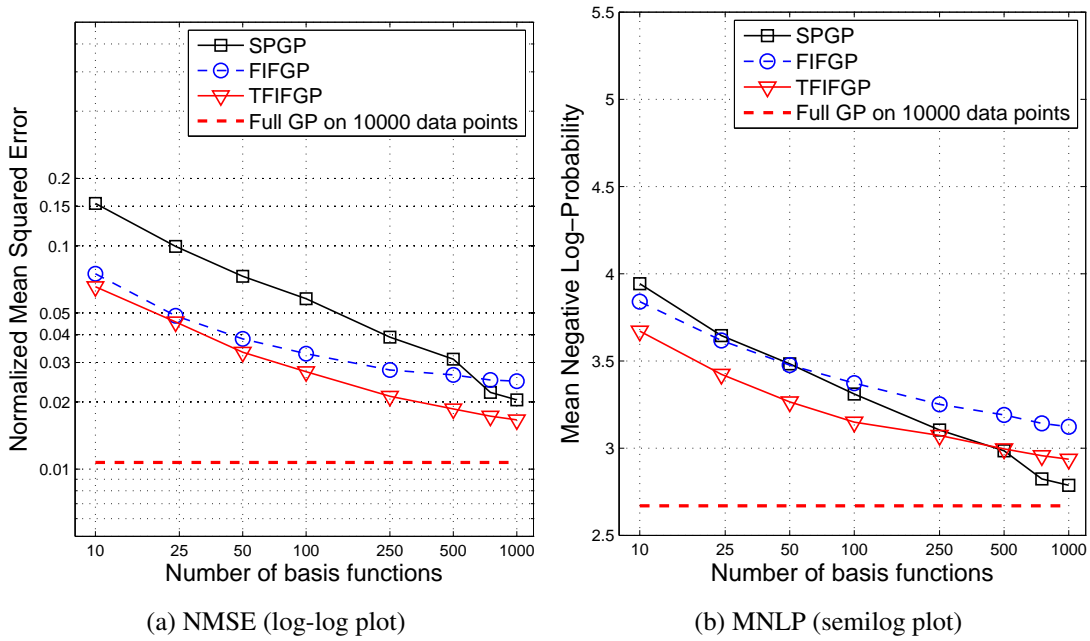 SPGP
FIFGP
TFIFGP
Full GP on 10000 data points
Normalized Mean Squared Error
0.2
0.15
0.1
0.05
0.04
0.03
0.02
0.01
10
25
50
100
250
500
1000
Number of basis functions
(a) NMSE (log-log plot)
SPGP
FIFGP
TFIFGP
Full GP on 10000 data points
Mean Negative Log−Probability
5.5
5
4.5
4
3.5
3
2.5
10
25
50
100
250
500
1000
Number of basis functions
(b) MNLP (semilog plot)